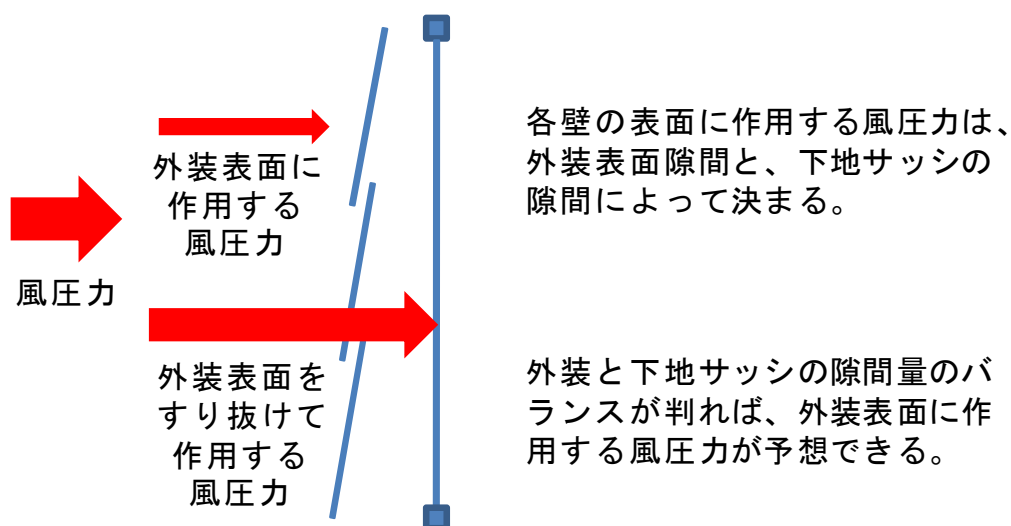 風圧力
外装表面に
作用する
風圧力
外装表面を
すり抜けて
作用する
風圧力
各壁の表面に作用する風圧力は、
外装表面隙間と、下地サッシの
隙間によって決まる。
外装と下地サッシの隙間量のバ
ランスが判れば、外装表面に作
用する風圧力が予想できる。